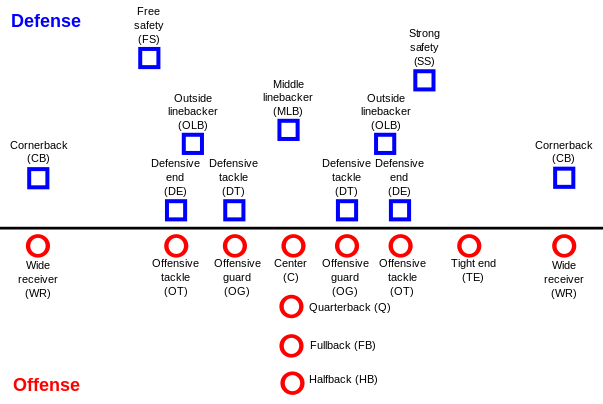 Defense
Free
safety
(FS)
Strong
safety
(SS)
Outside
linebacker
(OLB)
Middle
linebacker
(MLB)
Outside
linebacker
(OLB)
Cornerback
(CB)
Defensive
end
(DE)
Defensive
tackle
(DT)
Defensive
tackle
(DT)
Defensive
end
(DE)
Cornerback
(CB)
Wide
receiver
(WR)
Offensive
tackle
(OT)
Offensive
guard
(OG)
Center
(C)
Offensive
guard
(OG)
Offensive
tackle
(OT)
Tight end
(TE)
Wide
receiver
(WR)
Quarterback (Q)
Fullback (FB)
Halfback (HB)
Offense